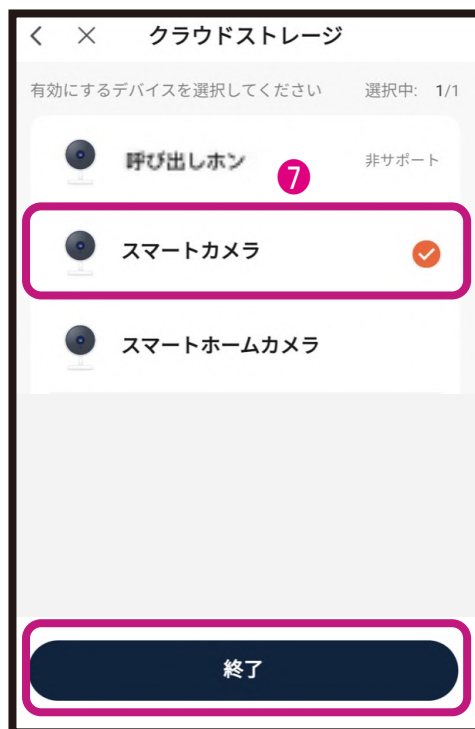 クラウドストレージ
有効にするデバイスを選択してください 選択中: 1/1
呼び出しホン 非サポート
7
スマートカメラ
スマートホームカメラ
終了